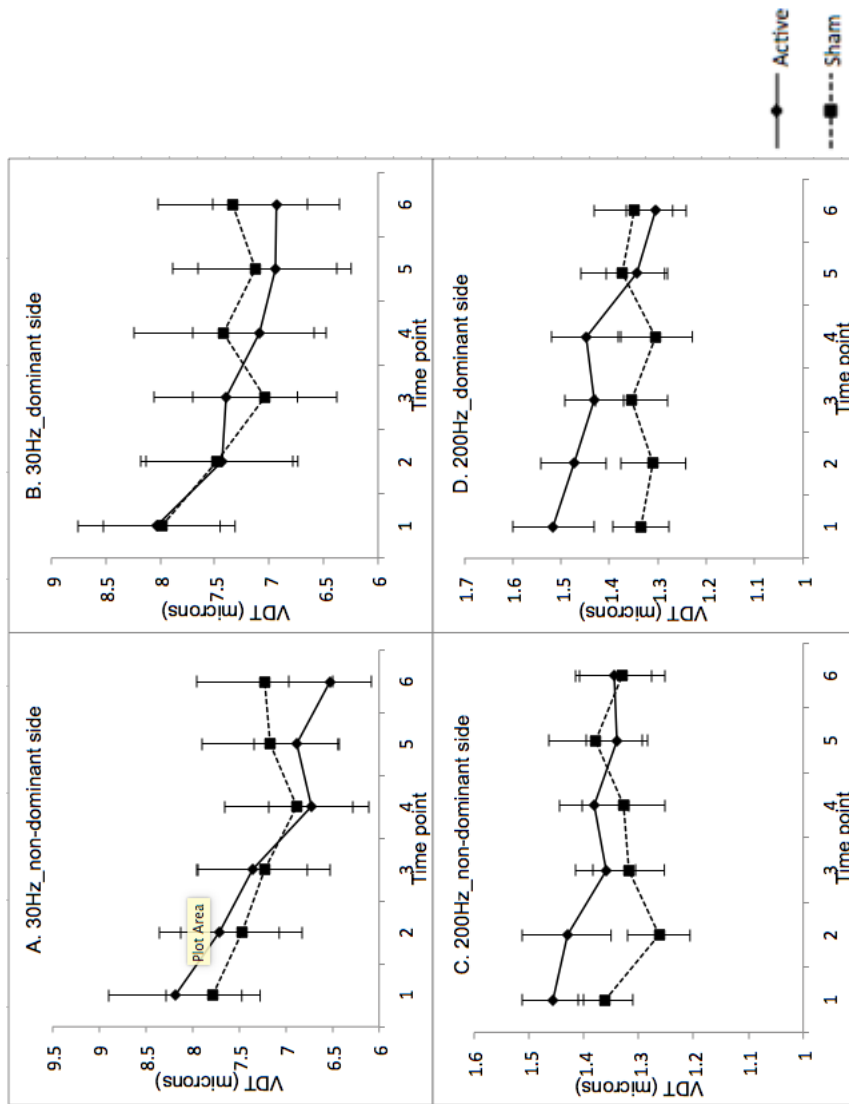 A. 30Hz_non-dominant side
9.5
9
8.5
8
7.5
7
6.5
6
VDT (microns)
Plot Area
1 2 3 4 5 6
Time point
B. 30Hz_dominant side
9
8.5
8
7.5
7
6.5
6
VDT (microns)
1 2 3 4 5 6
Time point
C. 200Hz_non-dominant side
1.6
1.5
1.4
1.3
1.2
1.1
1
VDT (microns)
1 2 3 4 5 6
Time point
D. 200Hz_dominant side
1.7
1.6
1.5
1.4
1.3
1.2
1.1
1
VDT (microns)
1 2 3 4 5 6
Time point
Active
Sham